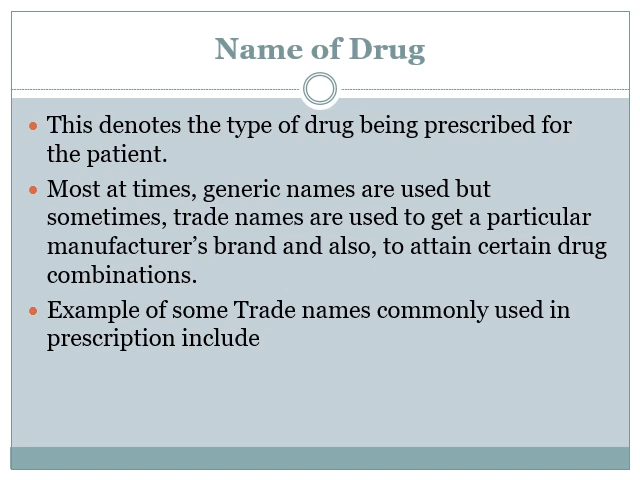 Name of Drug
This denotes the type of drug being prescribed for
the patient.
Most at times, generic names are used but
sometimes, trade names are used to get a particular
manufacturer’s brand and also, to attain certain drug
combinations.
Example of some Trade names commonly used in
prescription include